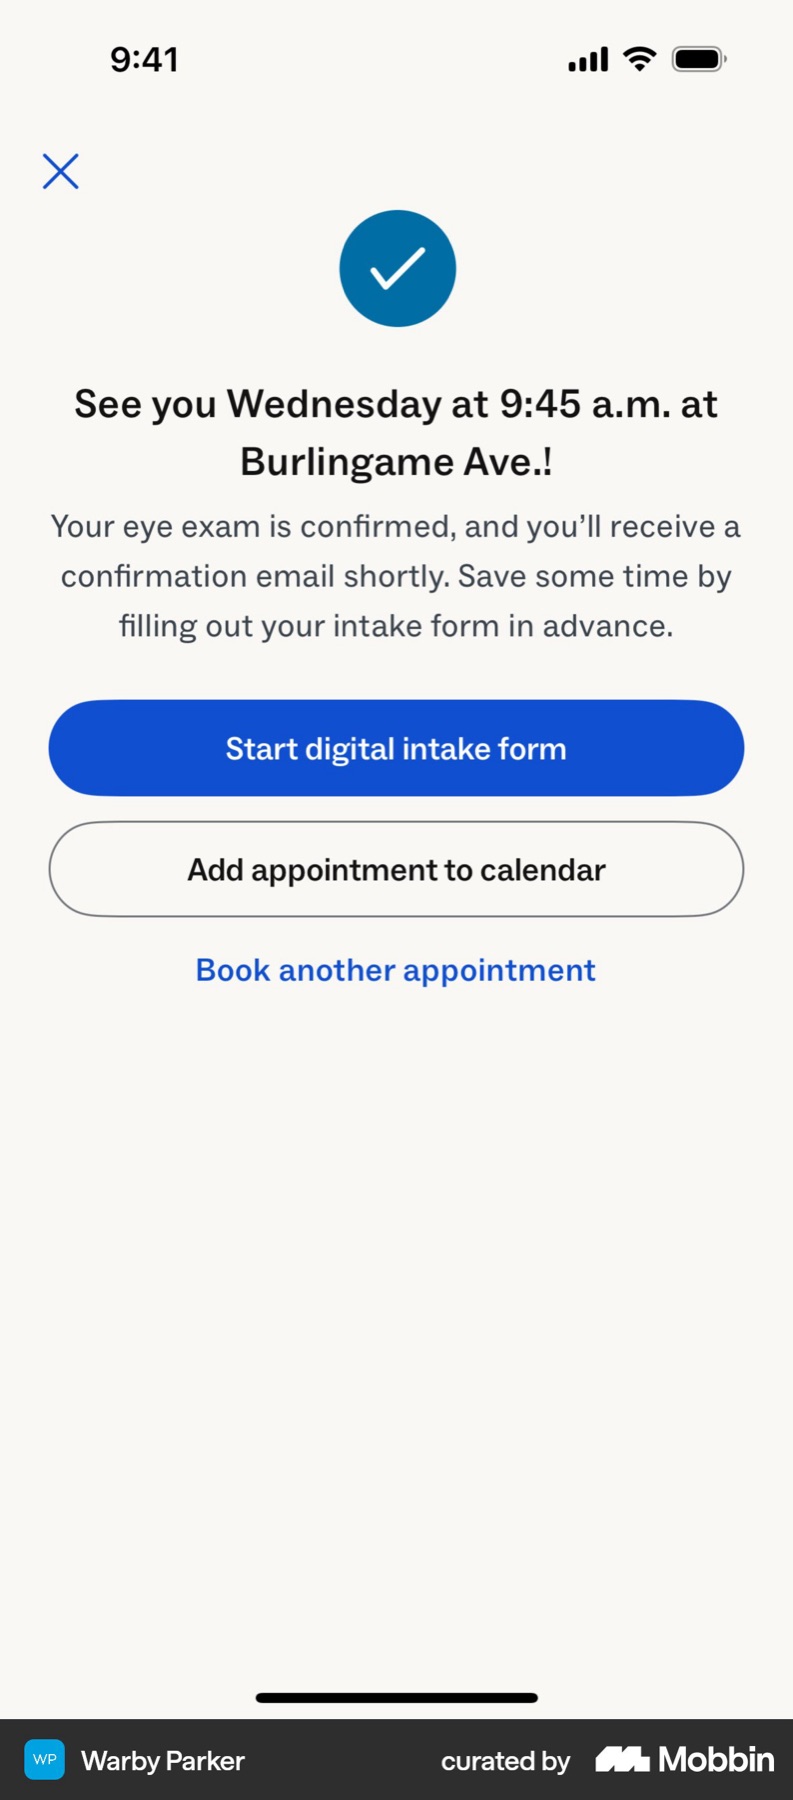 9:41
See you Wednesday at 9:45 a.m. at
Burlingame Ave.!
Your eye exam is confirmed, and you’ll receive a
confirmation email shortly. Save some time by
filling out your intake form in advance.
Start digital intake form
Add appointment to calendar
Book another appointment
WP Warby Parker curated by Mobbin